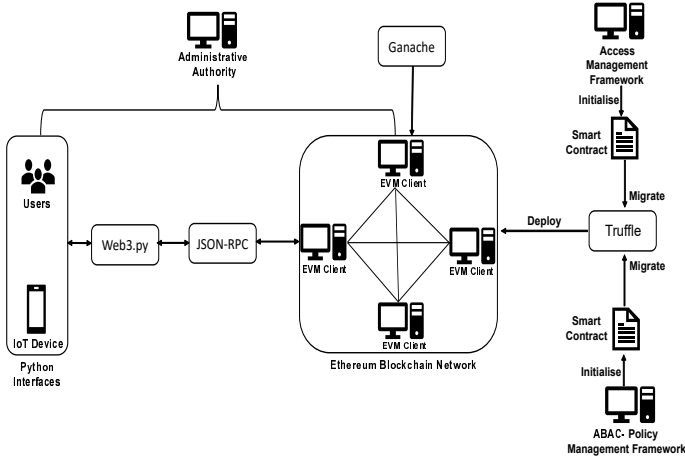 Administrative
Authority
Ganache
Access
Management
Framework
Initialise
Smart
Contract
Migrate
Users
EVM Client
Web3.py
JSON-RPC
EVM Client
EVM Client
Deploy
Truffle
Migrate
IoT Device
EVM Client
Smart
Contract
Python
Interfaces
Ethereum Blockchain Network
Initialise
ABAC- Policy
Management Framework